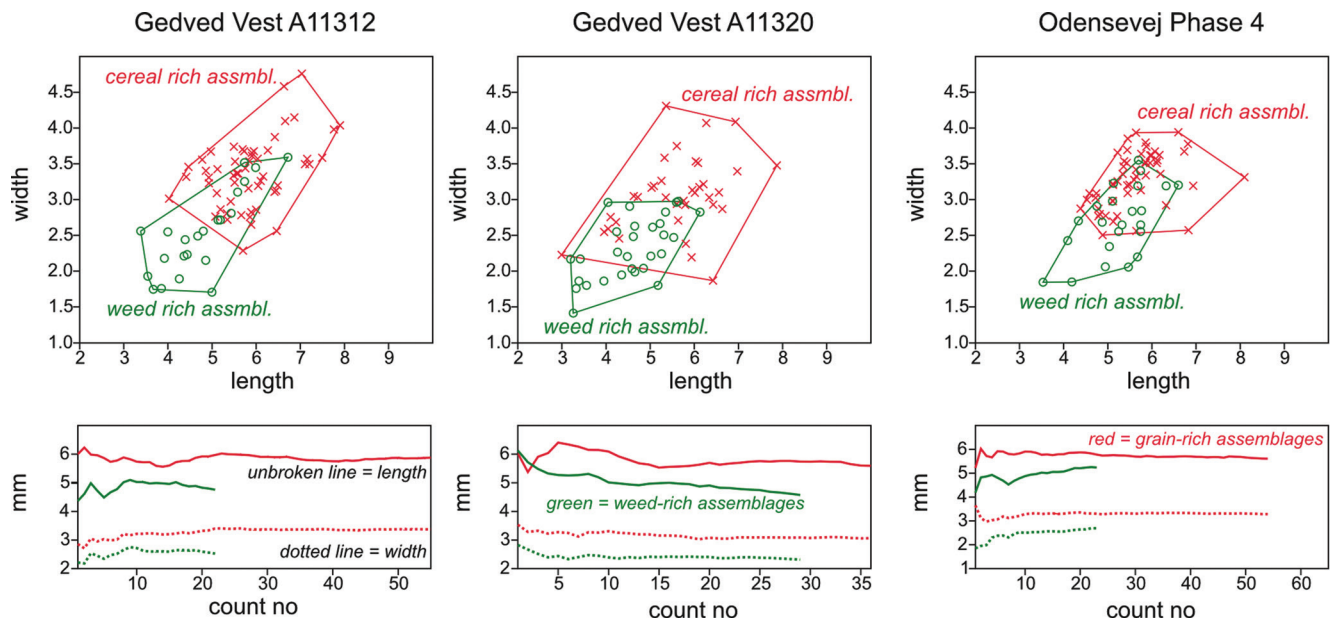 Gedved Vest A11312
Gedved Vest A11320
Odensevej Phase 4
cereal rich assmbl.
weed rich assmbl.
width
4.5
4.0
3.5
3.0
2.5
2.0
1.5
1.0
2 3 4 5 6 7 8 9
length
cereal rich assmbl.
weed rich assmbl.
width
4.5
4.0
3.5
3.0
2.5
2.0
1.5
1.0
2 3 4 5 6 7 8 9
length
cereal rich assmbl.
weed rich assmbl.
width
4.5
4.0
3.5
3.0
2.5
2.0
1.5
1.0
2 3 4 5 6 7 8 9
length
mm
6
5
4
3
2
unbroken line = length
dotted line = width
10 20 30 40 50
count no
mm
6
5
4
3
2
green = weed-rich assemblages
5 10 15 20 25 30 35
count no
mm
6
5
4
3
2
1
red = grain-rich assemblages
10 20 30 40 50 60
count no